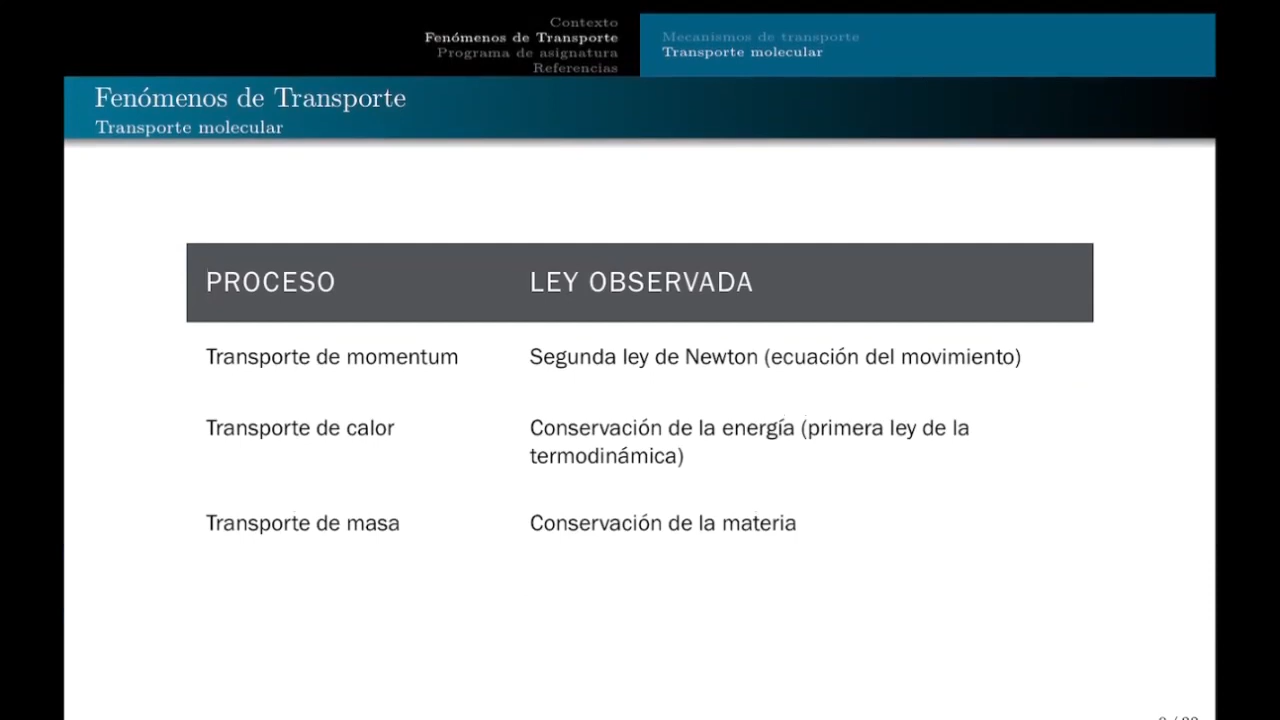 Contexto
Fenómenos de Transporte
Programa de asignatura
Referencias
Mecanismos de transporte
Transporte molecular
Fenómenos de Transporte
Transporte molecular
PROCESO
LEY OBSERVADA
Transporte de momentum
Segunda ley de Newton (ecuación del movimiento)
Transporte de calor
Conservación de la energía (primera ley de la
termodinámica)
Transporte de masa
Conservación de la materia